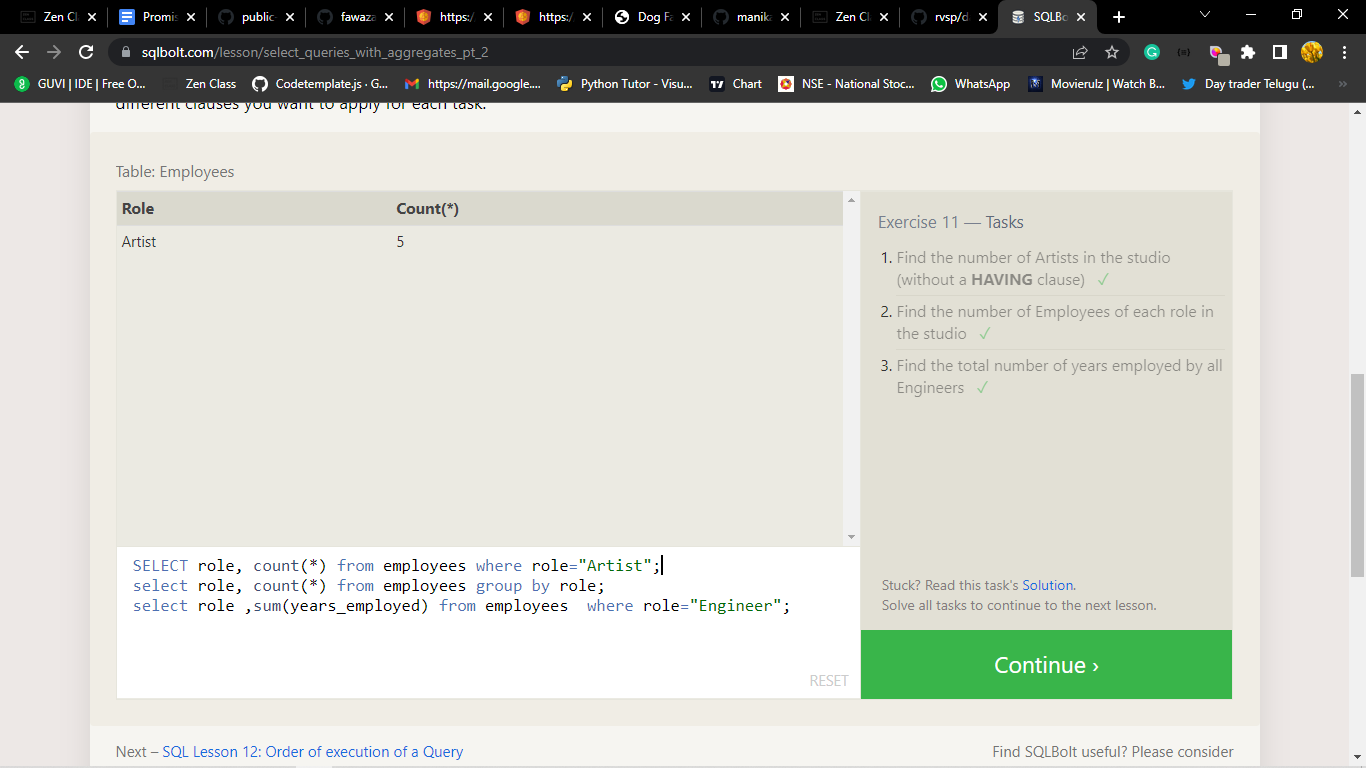 Zen Cl
Promis
public-
fawaza
https:/
https:/
Dog Fa
manika
Zen Cl
rvsp/d
SQLBo
sqlbolt.com/lesson/select_queries_with_aggregates_pt_2
GUVI | IDE | Free O...
Zen Class
Codetemplate.js · G...
https://mail.google....
Python Tutor - Visu...
Chart
NSE - National Stoc...
WhatsApp
Movierulz | Watch B...
Day trader Telugu (...
»
different clauses you want to apply for each task.
Table: Employees
Role Count(*)
Artist 5
SELECT role, count(*) from employees where role="Artist";
select role, count(*) from employees group by role;
select role ,sum(years_employed) from employees  where role="Engineer";
RESET
Exercise 11 — Tasks
1. Find the number of Artists in the studio
(without a HAVING clause) ✓
2. Find the number of Employees of each role in
the studio ✓
3. Find the total number of years employed by all
Engineers ✓
Stuck? Read this task's Solution.
Solve all tasks to continue to the next lesson.
Continue ›
Next – SQL Lesson 12: Order of execution of a Query
Find SQLBolt useful? Please consider